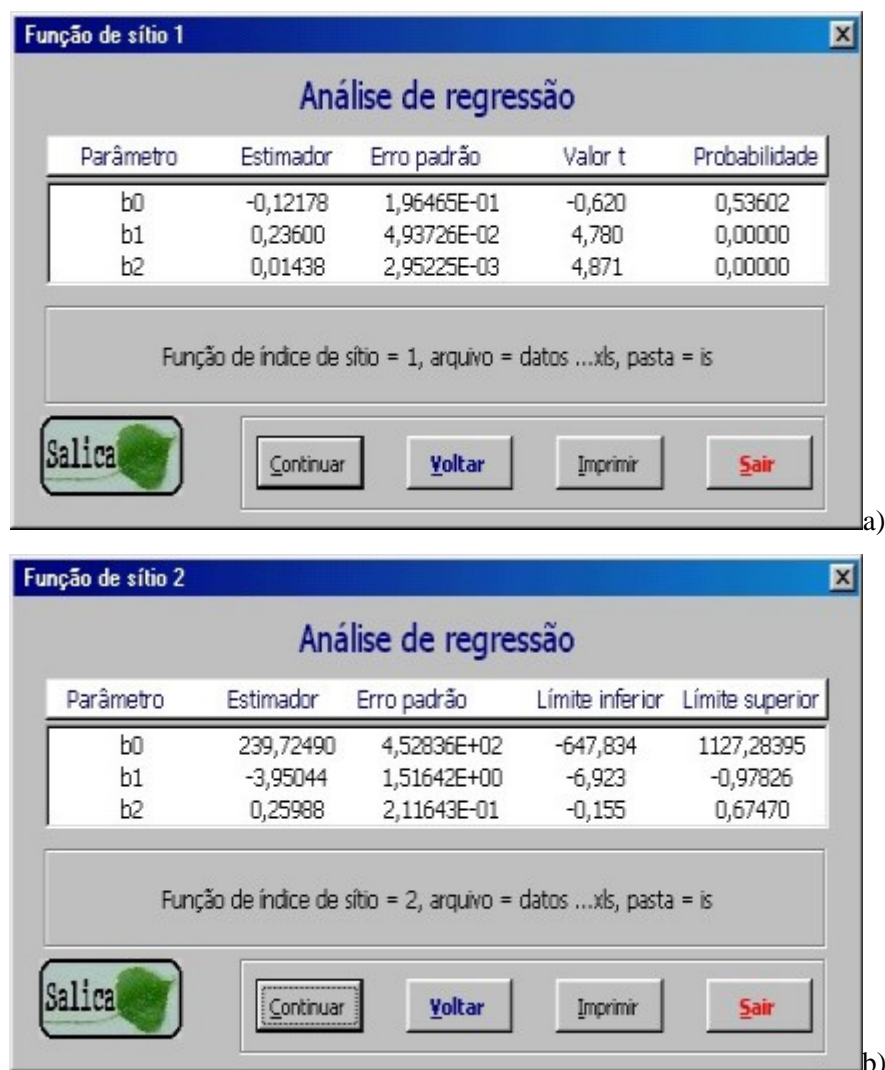 Função de sítio 1
Análise de regressão
Parâmetro Estimador Erro padrão Valor t Probabilidade
b0 -0,12178 1,96465E-01 -0,620 0,53602
b1 0,23600 4,93726E-02 4,780 0,00000
b2 0,01438 2,95225E-03 4,871 0,00000
Função de índice de sítio = 1, arquivo = datos ...xls, pasta = is
Salica Continuar Voltar Imprimir Sair
a)
Função de sítio 2
Análise de regressão
Parâmetro Estimador Erro padrão Límite inferior Límite superior
b0 239,72490 4,52836E+02 -647,834 1127,28395
b1 -3,95044 1,51642E+00 -6,923 -0,97826
b2 0,25988 2,11643E-01 -0,155 0,67470
Função de índice de sítio = 2, arquivo = datos ...xls, pasta = is
Salica Continuar Voltar Imprimir Sair
b)